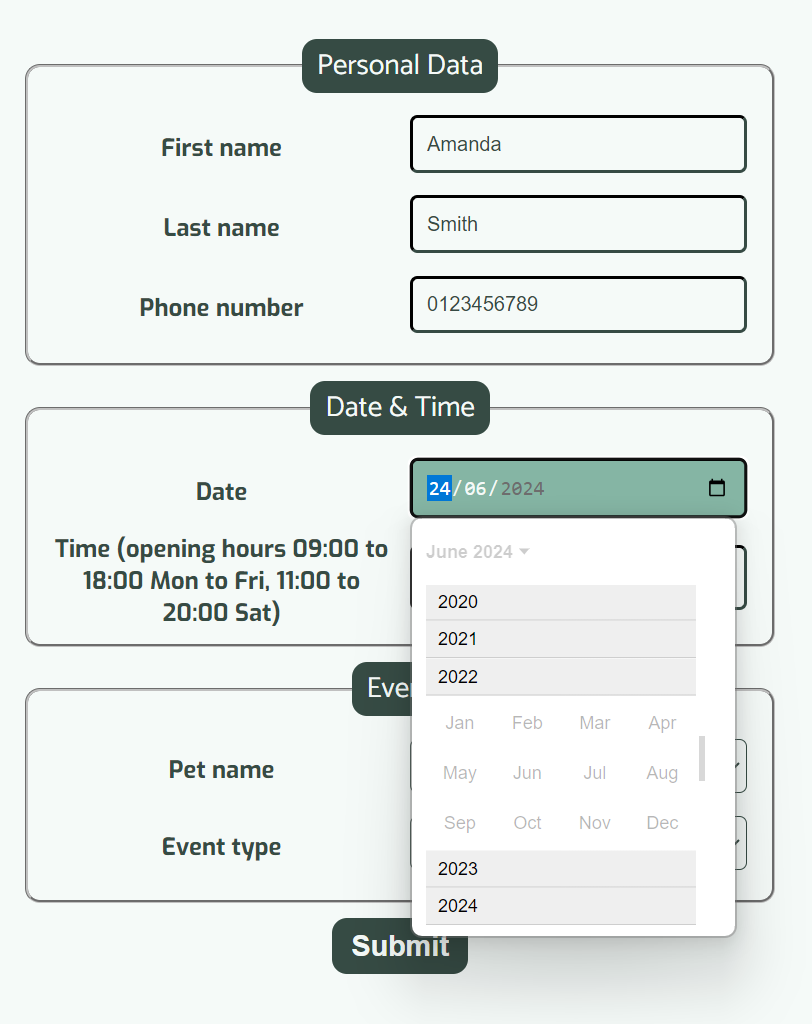 Personal Data
First name
Amanda
Last name
Smith
Phone number
0123456789
Date & Time
Date
24/06/2024
Time (opening hours 09:00 to
18:00 Mon to Fri, 11:00 to
20:00 Sat)
June 2024
2020
2021
2022
Jan Feb Mar Apr
May Jun Jul Aug
Sep Oct Nov Dec
2023
2024
Pet name
Event type
Submit